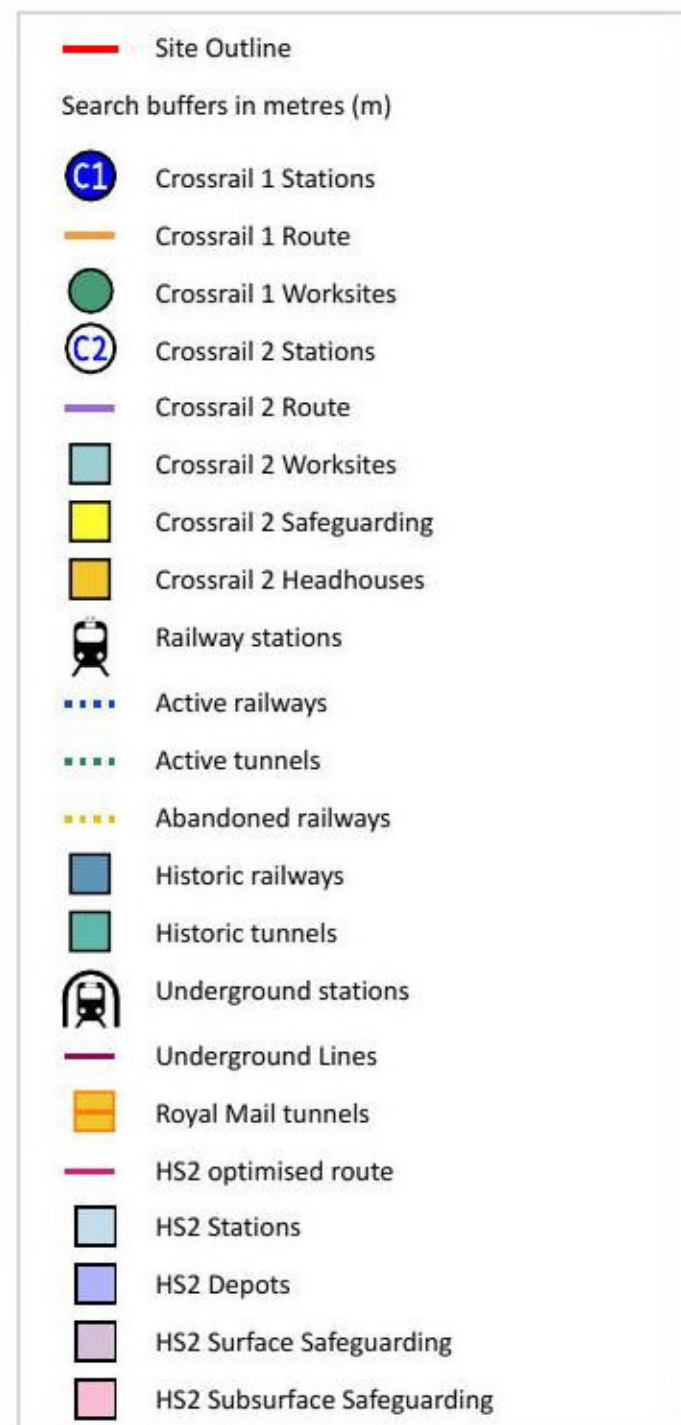 Site Outline
Search buffers in metres (m)
C1 Crossrail 1 Stations
Crossrail 1 Route
Crossrail 1 Worksites
C2 Crossrail 2 Stations
Crossrail 2 Route
Crossrail 2 Worksites
Crossrail 2 Safeguarding
Crossrail 2 Headhouses
Railway stations
Active railways
Active tunnels
Abandoned railways
Historic railways
Historic tunnels
Underground stations
Underground Lines
Royal Mail tunnels
HS2 optimised route
HS2 Stations
HS2 Depots
HS2 Surface Safeguarding
HS2 Subsurface Safeguarding